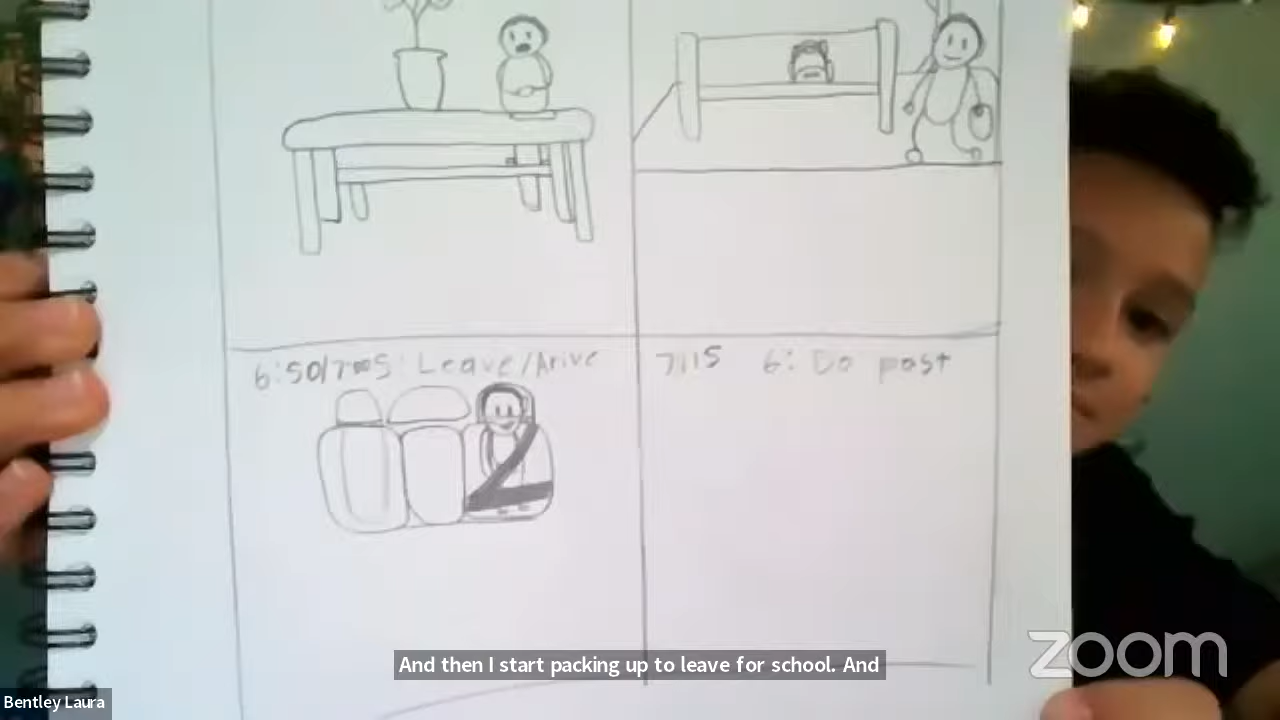 6:50/7:05: Leave/Arive
7:15 6: Do past
And then I start packing up to leave for school. And
zoom
Bentley Laura